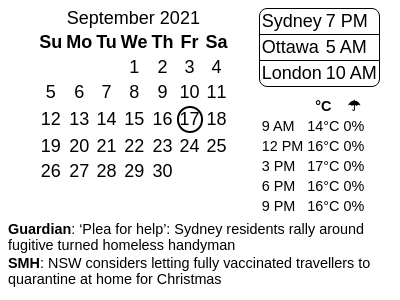 September 2021
Su Mo Tu We Th Fr Sa
1 2 3 4
5 6 7 8 9 10 11
12 13 14 15 16 17 18
19 20 21 22 23 24 25
26 27 28 29 30
Sydney 7 PM
Ottawa 5 AM
London 10 AM
°C ☂
9 AM 14°C 0%
12 PM 16°C 0%
3 PM 17°C 0%
6 PM 16°C 0%
9 PM 16°C 0%
Guardian: ‘Plea for help’: Sydney residents rally around
fugitive turned homeless handyman
SMH: NSW considers letting fully vaccinated travellers to
quarantine at home for Christmas